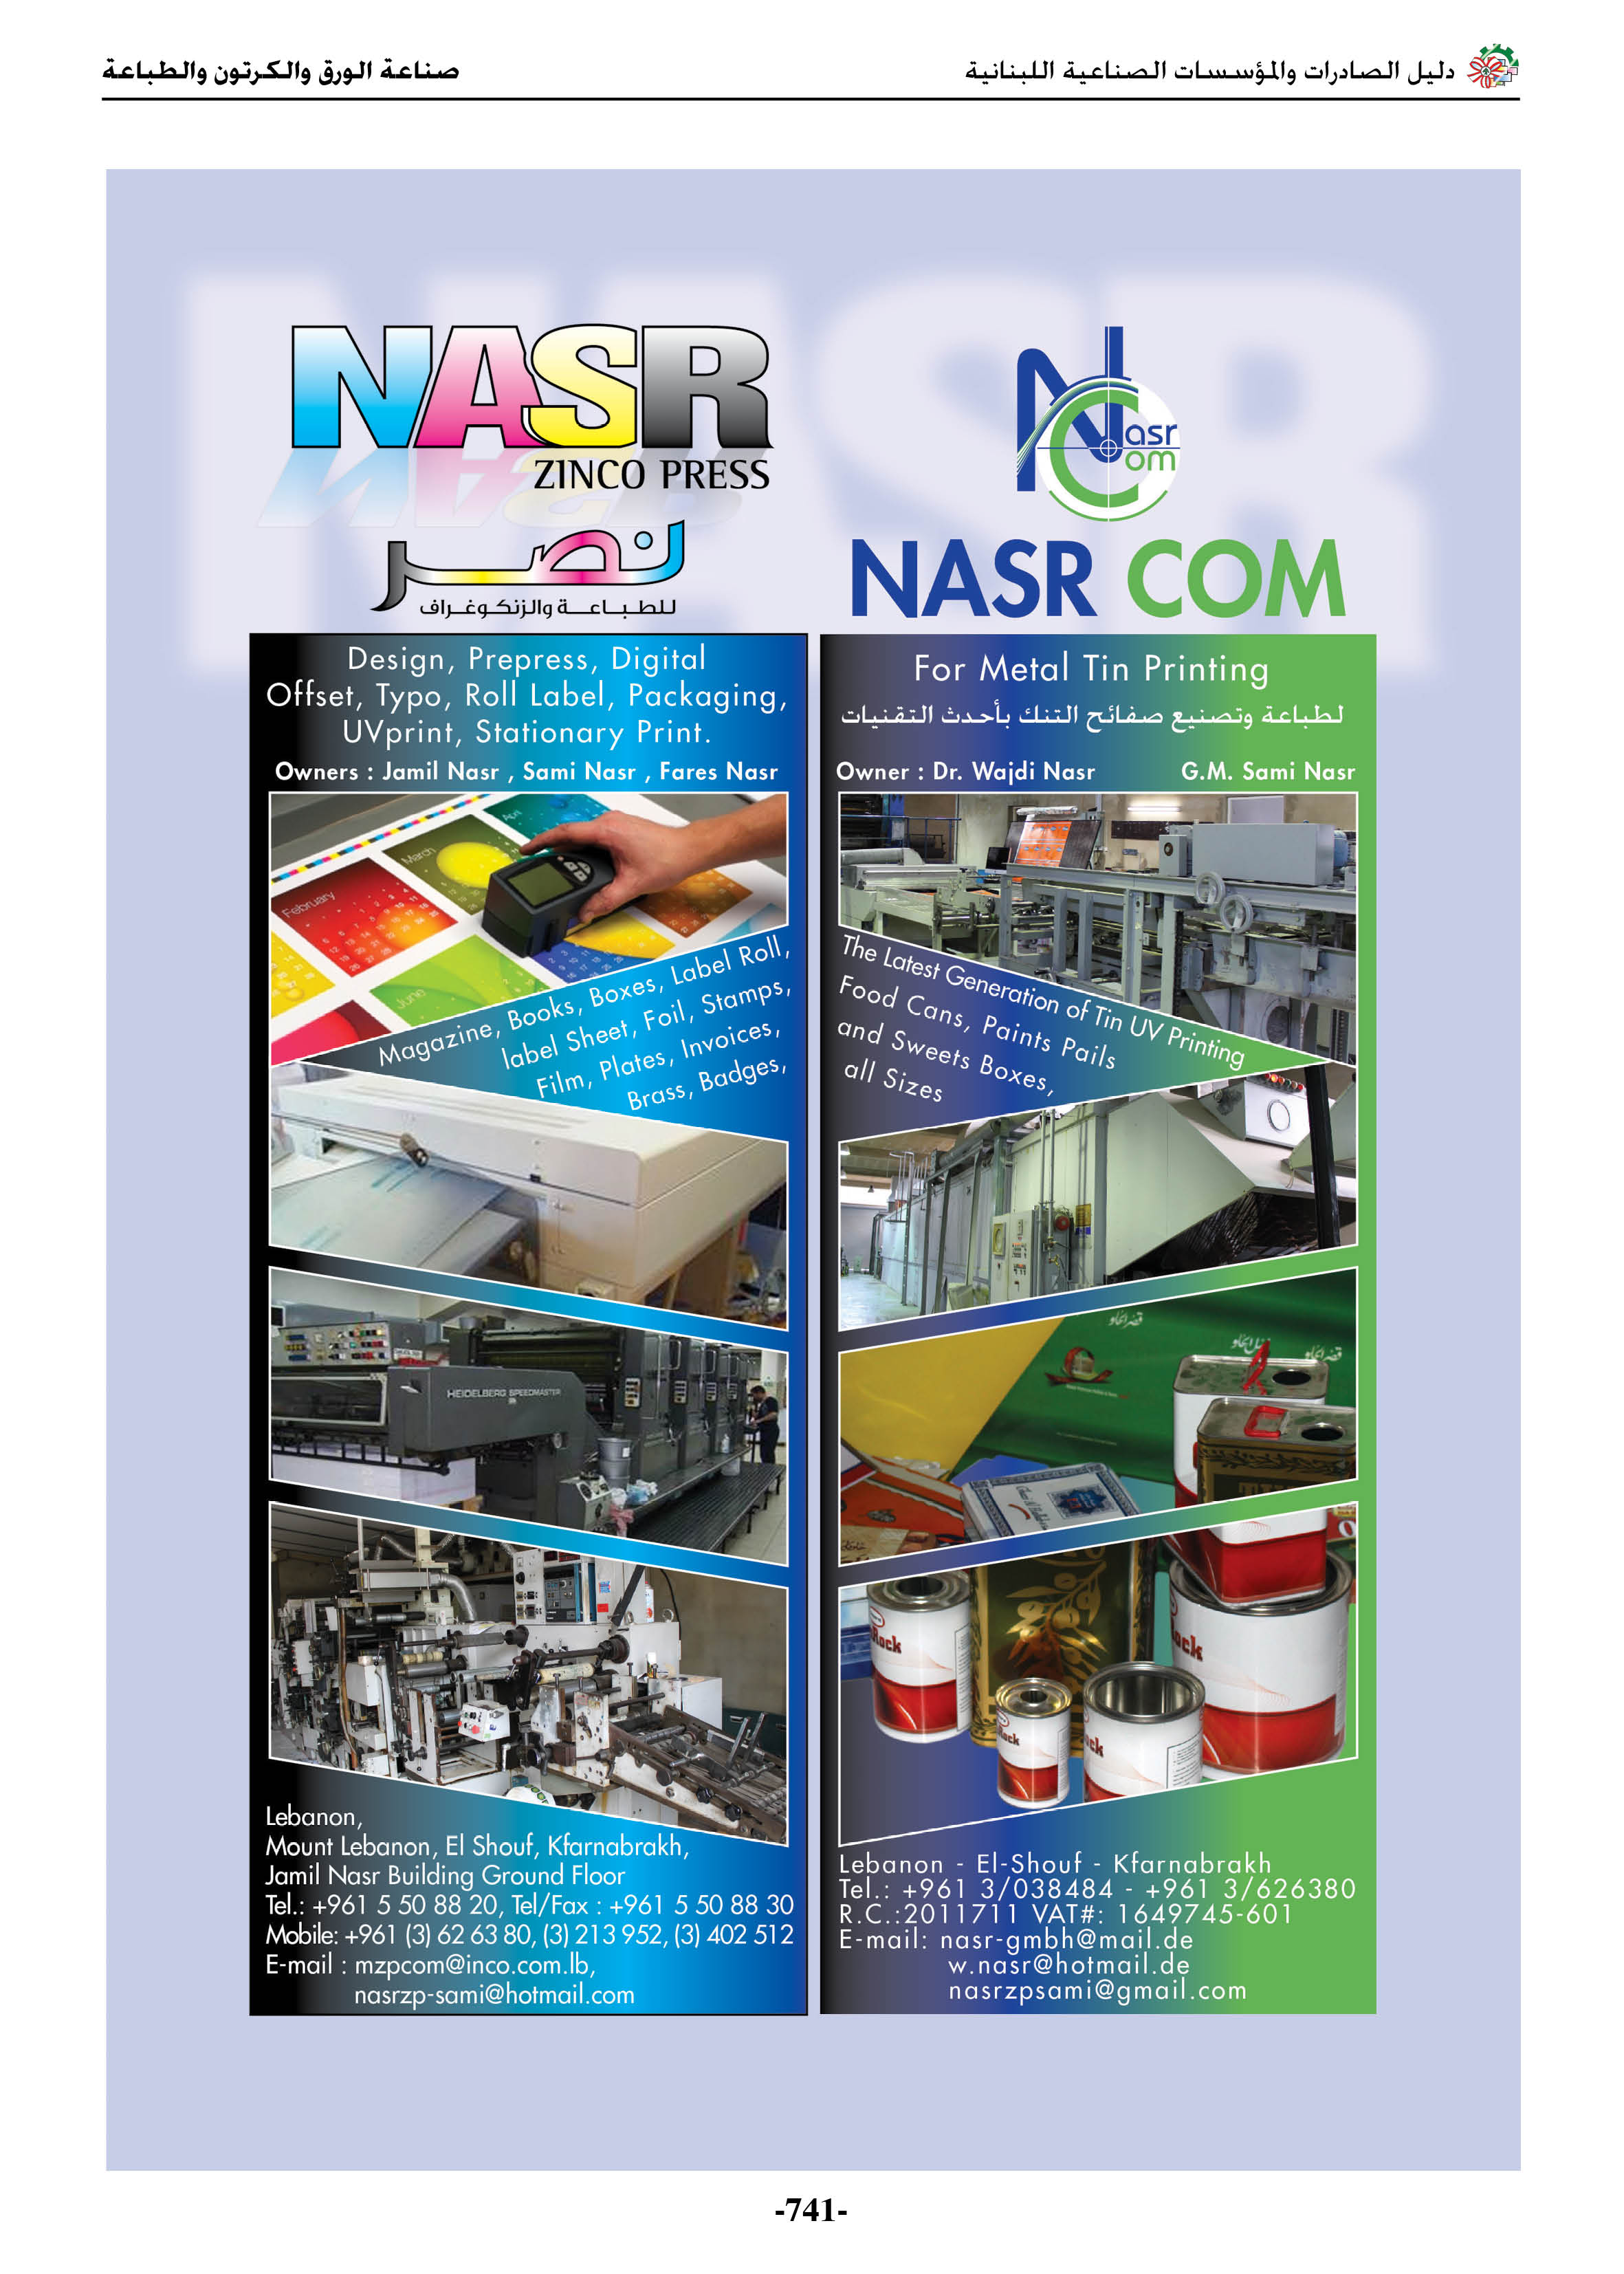 دليل الصادرات والمؤسسات الصناعية اللبنانية
صناعة الورق والكرتون والطباعة
NASR
ZINCO PRESS
نصر
للطباعة والزنكوغراف
Design, Prepress, Digital
Offset, Typo, Roll Label, Packaging,
UVprint, Stationary Print.
Owners : Jamil Nasr , Sami Nasr , Fares Nasr
April
March
February
June
Magazine, Books, Boxes, Label Roll,
label Sheet, Foil, Stamps,
Film, Plates, Invoices,
Brass, Badges,
HEIDELBERG SPEEDMASTER
Lebanon,
Mount Lebanon, El Shouf, Kfarnabrakh,
Jamil Nasr Building Ground Floor
Tel.: +961 5 50 88 20, Tel/Fax : +961 5 50 88 30
Mobile: +961 (3) 62 63 80, (3) 213 952, (3) 402 512
E-mail : mzpcom@inco.com.lb,
nasrzp-sami@hotmail.com
Nasr
Com
NASR COM
For Metal Tin Printing
لطباعة وتصنيع صفائح التنك بأحدث التقنيات
Owner : Dr. Wajdi Nasr G.M. Sami Nasr
The Latest Generation of Tin UV Printing
Food Cans, Paints Pails
and Sweets Boxes,
all Sizes
Lebanon - El-Shouf - Kfarnabrakh
Tel.: +961 3/038484 - +961 3/626380
R.C.:2011711 VAT#: 1649745-601
E-mail: nasr-gmbh@mail.de
w.nasr@hotmail.de
nasrzpsami@gmail.com
-741-